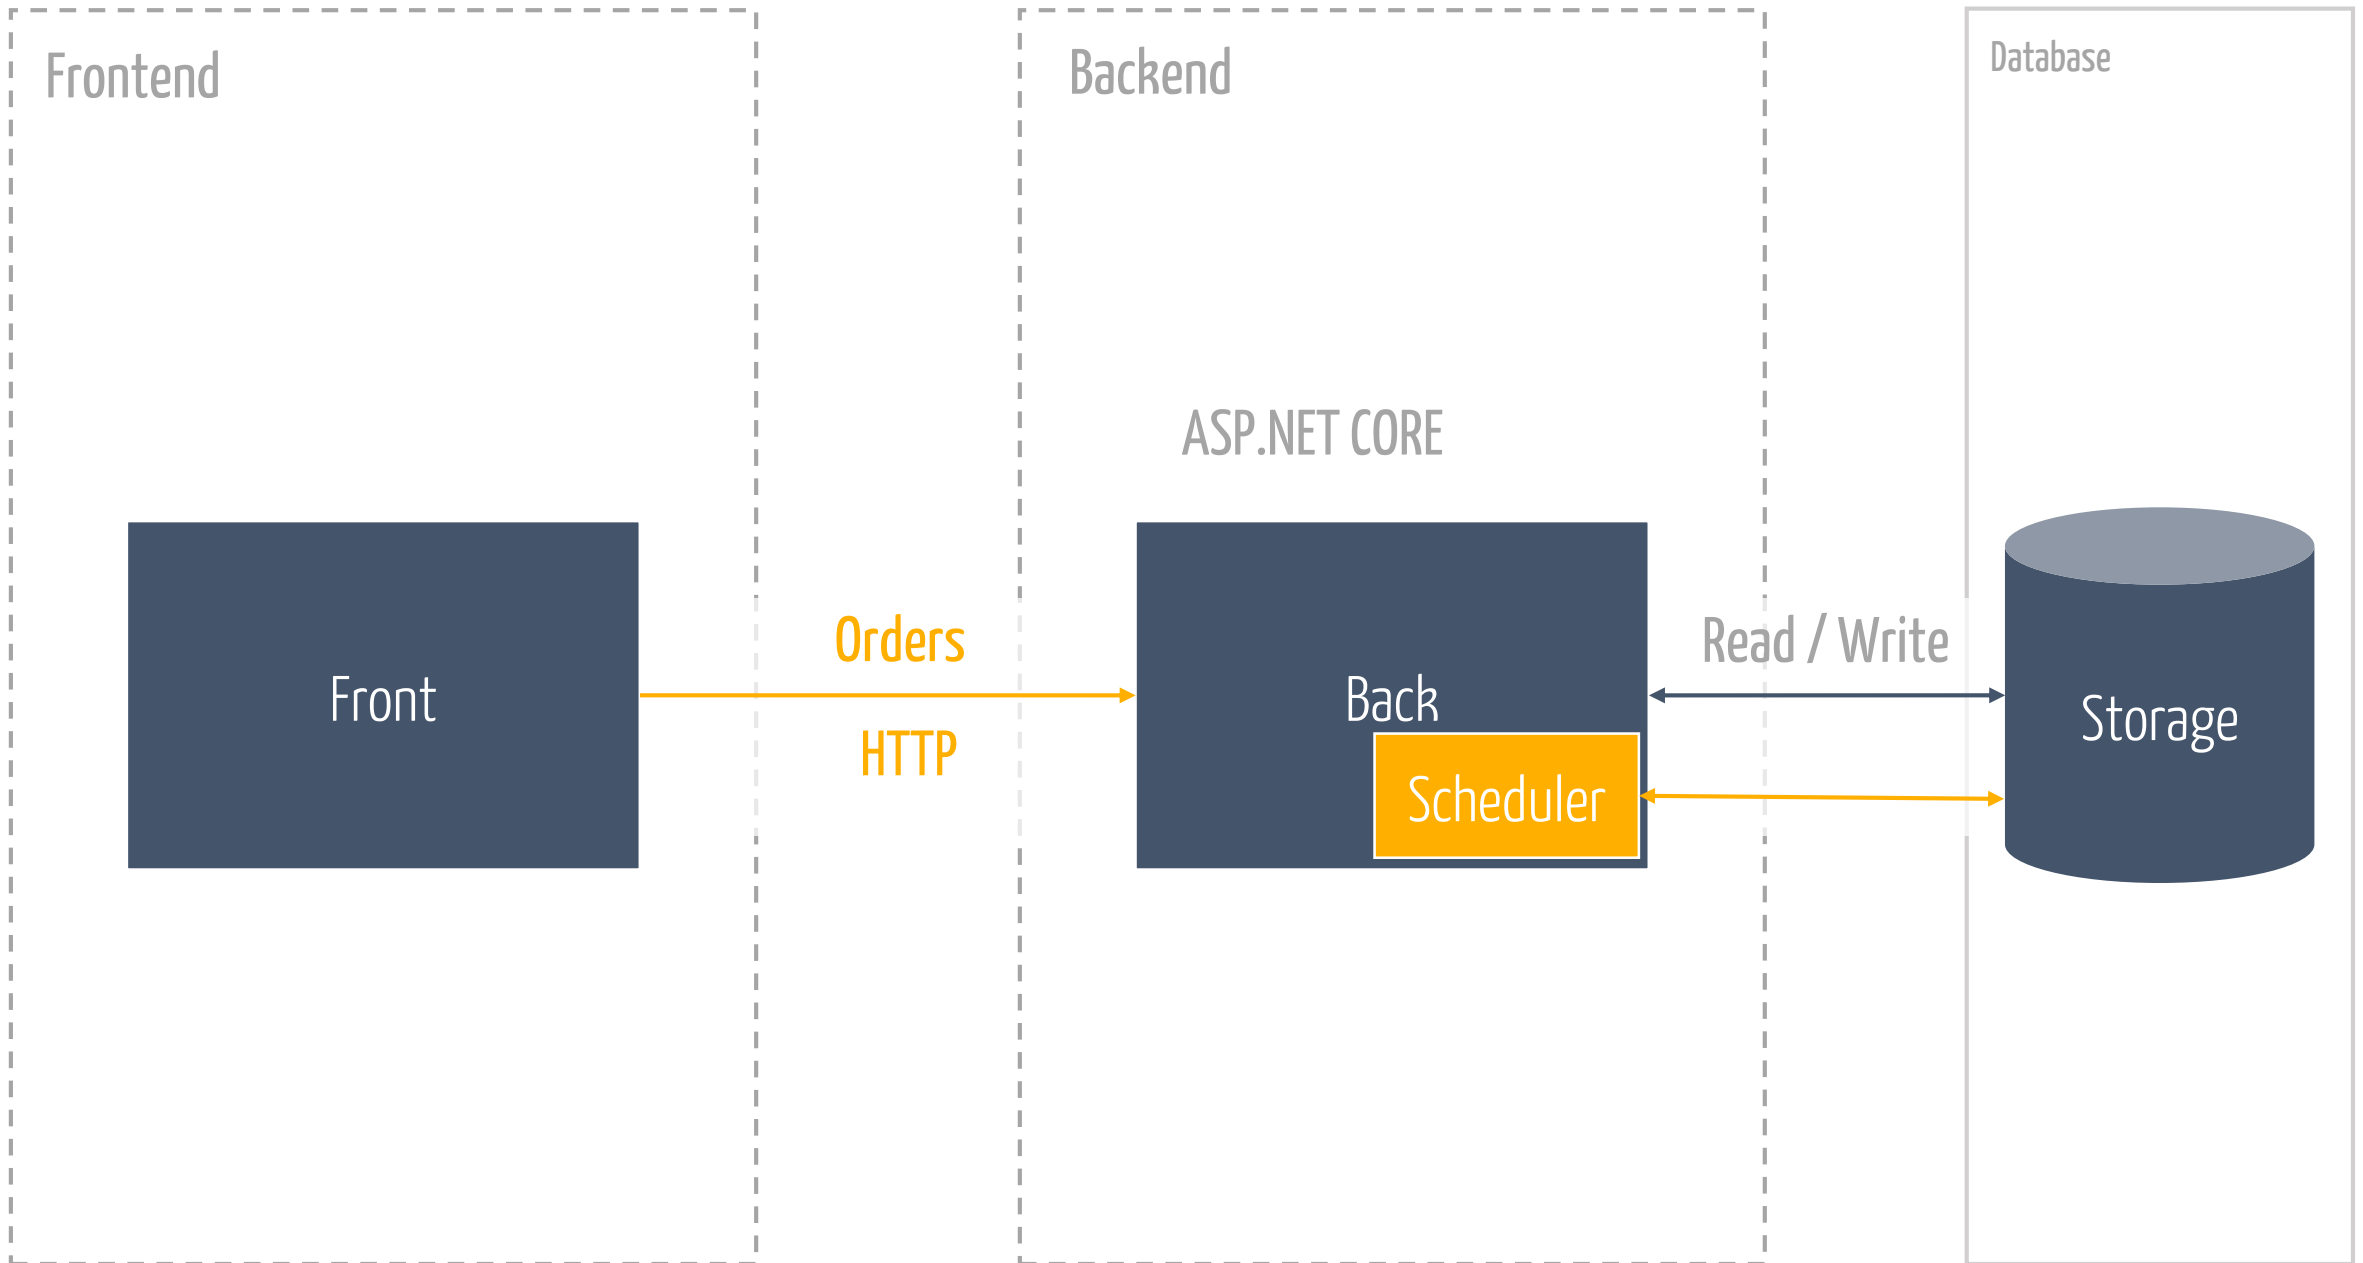 Frontend
Backend
Database
ASP.NET CORE
Orders
Read / Write
Front
Back
Storage
HTTP
Scheduler